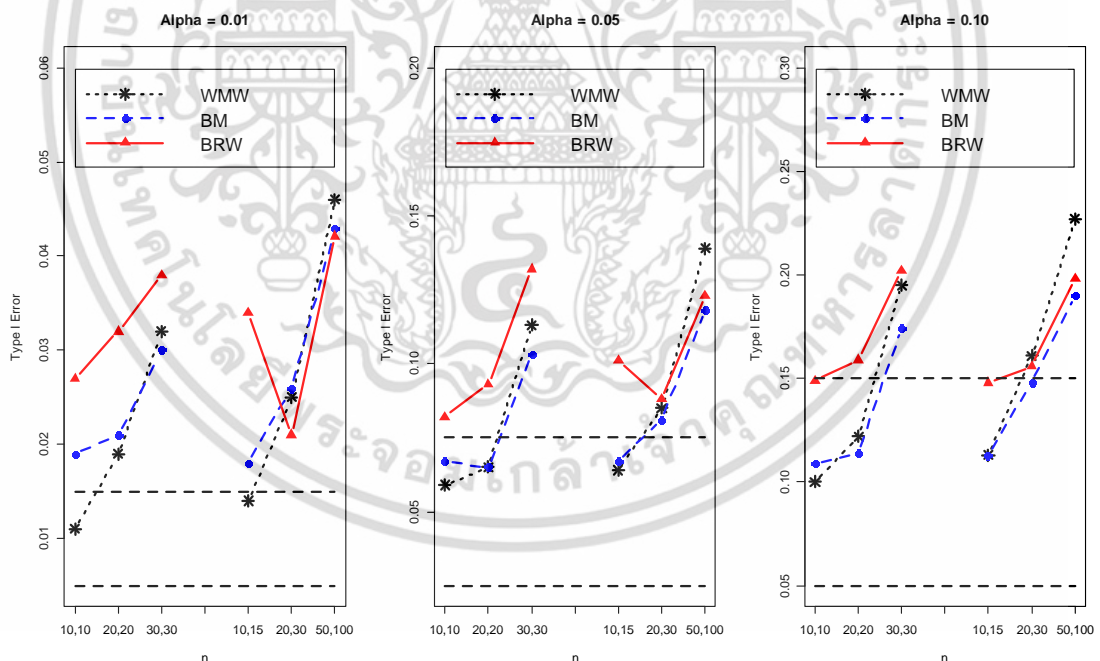 Alpha = 0.01
Type I Error
0.06
0.05
0.04
0.03
0.02
0.01
WMW
BM
BRW
10,10 20,20 30,30 10,15 20,30 50,100
n
Alpha = 0.05
Type I Error
0.20
0.15
0.10
0.05
WMW
BM
BRW
10,10 20,20 30,30 10,15 20,30 50,100
n
Alpha = 0.10
Type I Error
0.30
0.25
0.20
0.15
0.10
0.05
WMW
BM
BRW
10,10 20,20 30,30 10,15 20,30 50,100
n